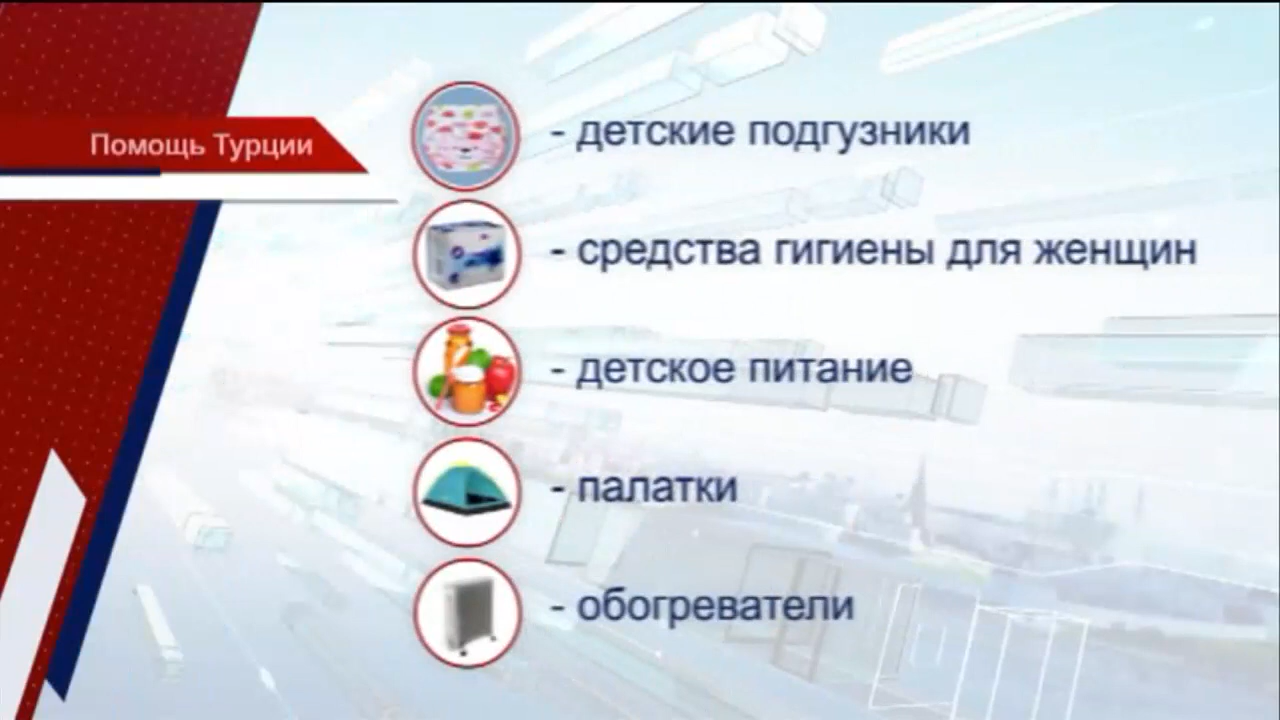 Помощь Турции
- детские подгузники
- средства гигиены для женщин
- детское питание
- палатки
- обогреватели